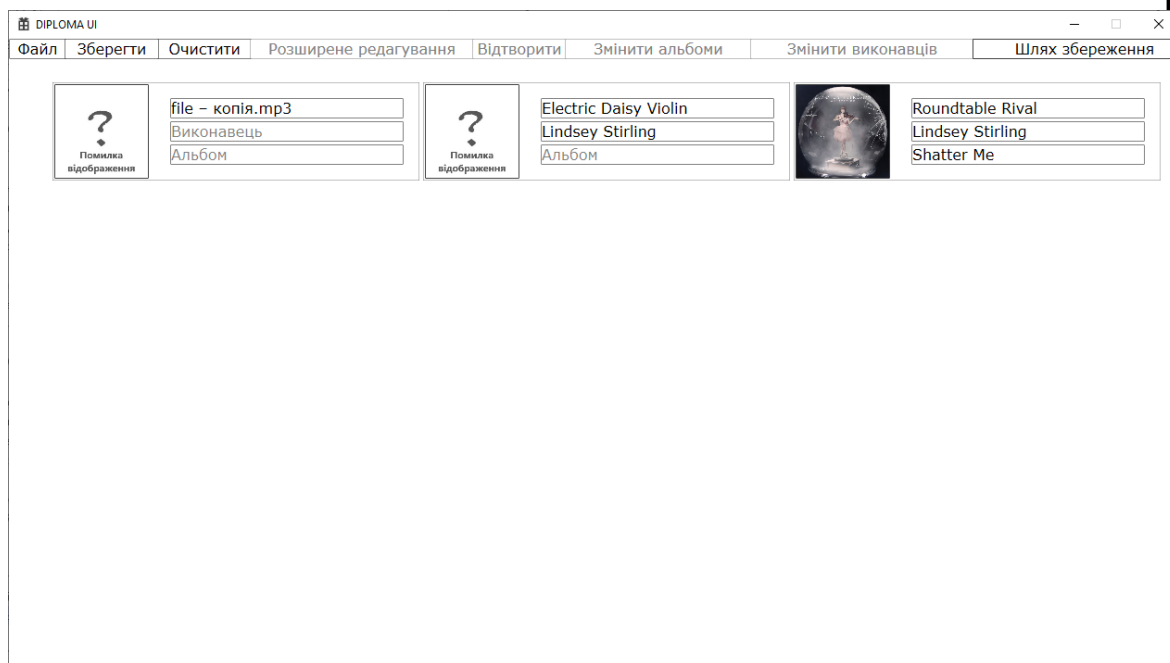 DIPLOMA UI
Файл Зберегти Очистити Розширене редагування Відтворити Змінити альбоми Змінити виконавців Шлях збереження
?
Помилка
відображення
file – копія.mp3
Виконавець
Альбом
?
Помилка
відображення
Electric Daisy Violin
Lindsey Stirling
Альбом
Roundtable Rival
Lindsey Stirling
Shatter Me